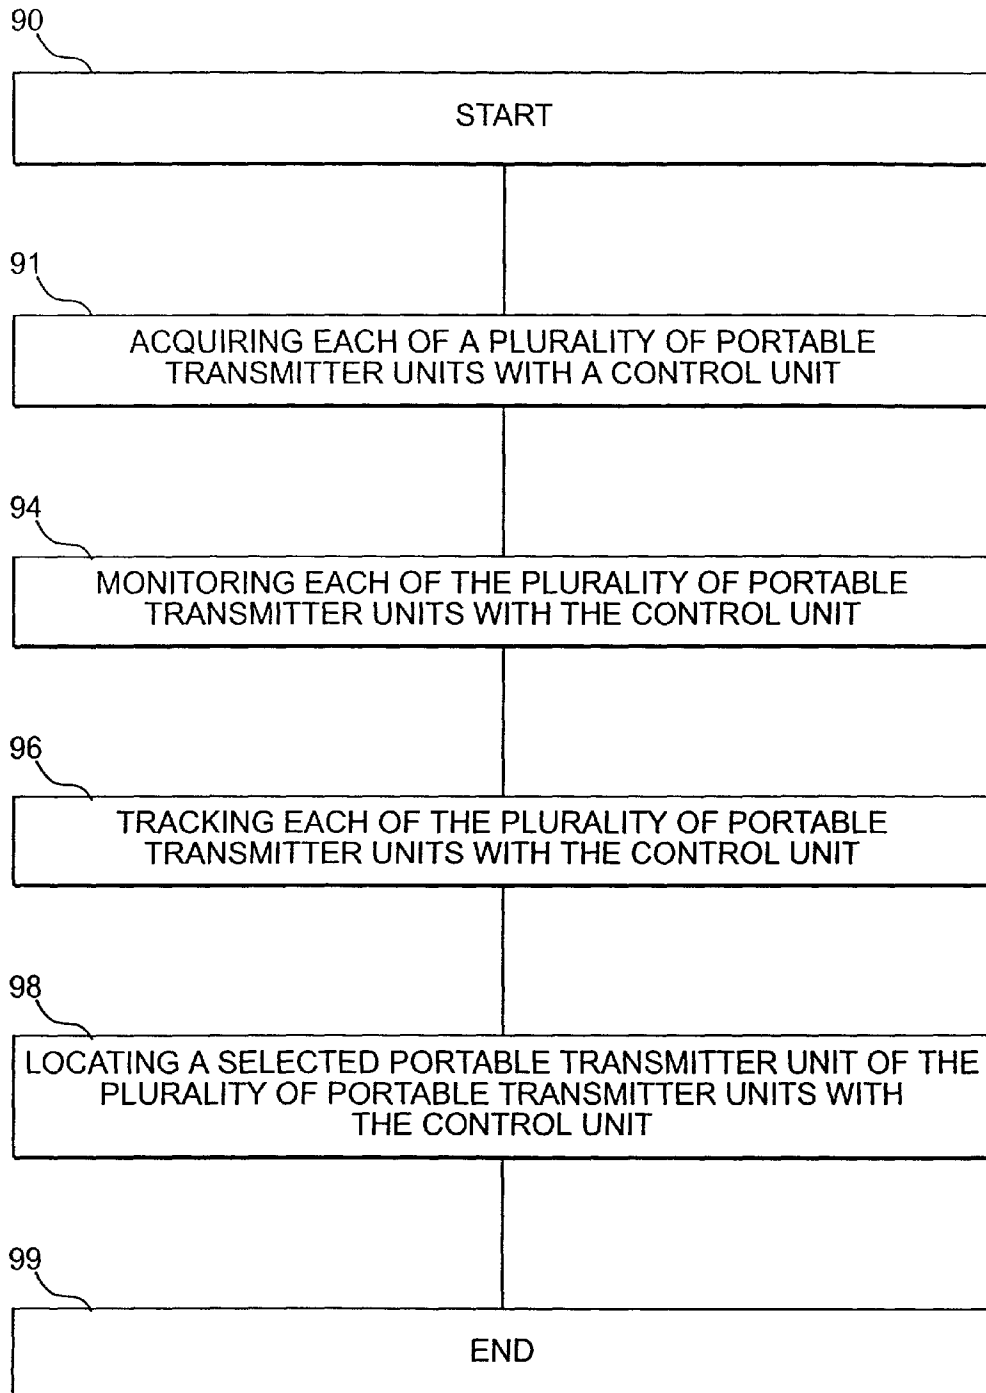 90
START
91
ACQUIRING EACH OF A PLURALITY OF PORTABLE
TRANSMITTER UNITS WITH A CONTROL UNIT
94
MONITORING EACH OF THE PLURALITY OF PORTABLE
TRANSMITTER UNITS WITH THE CONTROL UNIT
96
TRACKING EACH OF THE PLURALITY OF PORTABLE
TRANSMITTER UNITS WITH THE CONTROL UNIT
98
LOCATING A SELECTED PORTABLE TRANSMITTER UNIT OF THE
PLURALITY OF PORTABLE TRANSMITTER UNITS WITH
THE CONTROL UNIT
99
END